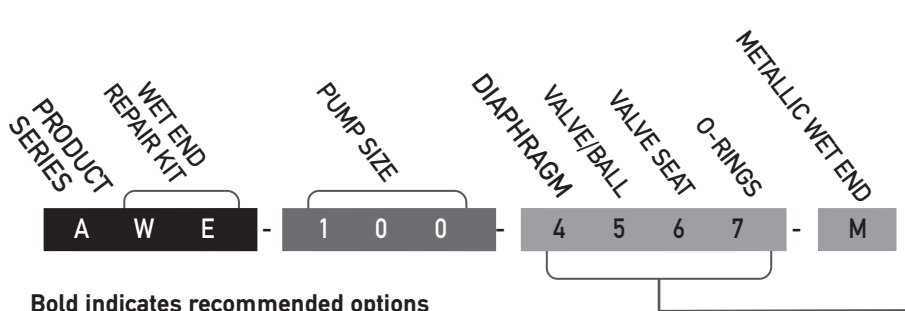 PRODUCT
SERIES
WET END
REPAIR KIT
PUMP SIZE
DIAPHRAGM
VALVE/BALL
VALVE SEAT
O-RINGS
METALLIC WET END
A W E - 1 0 0 - 4 5 6 7 - M
Bold indicates recommended options